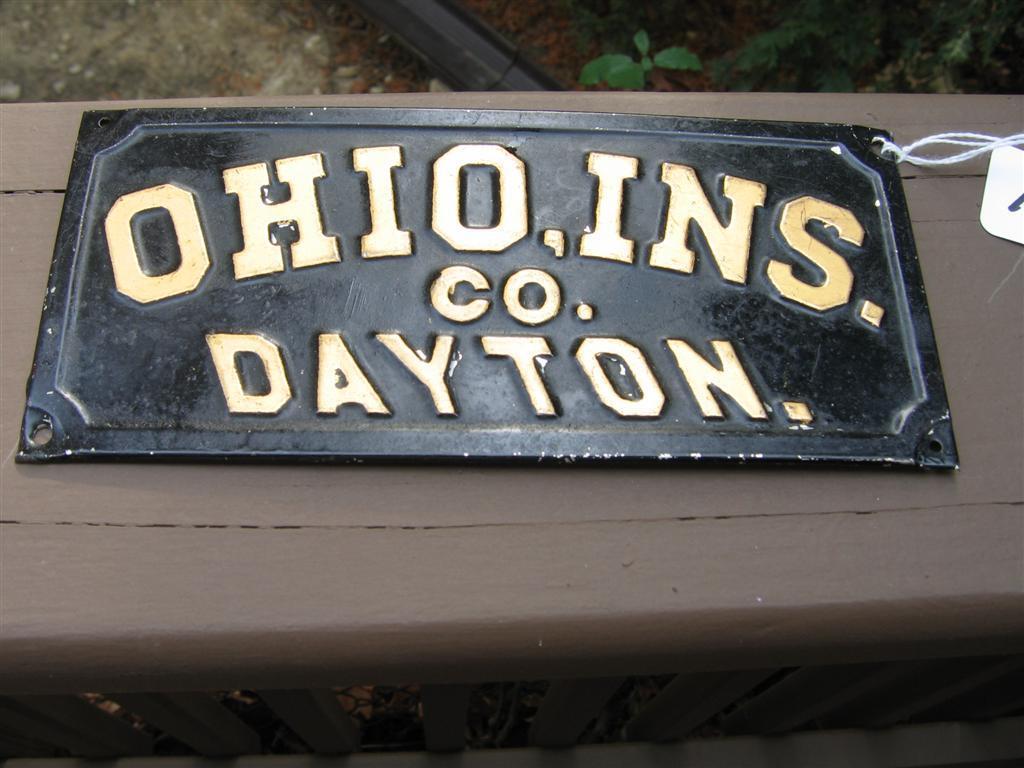 OHIO, INS.
CO.
DAYTON.